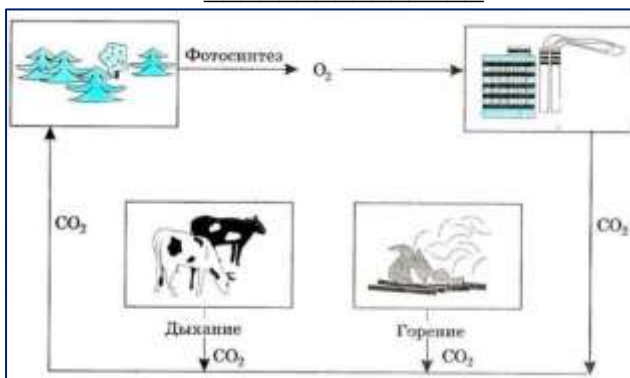 Фотосинтез
O₂
CO₂
CO₂
Дыхание
Горение
CO₂
CO₂